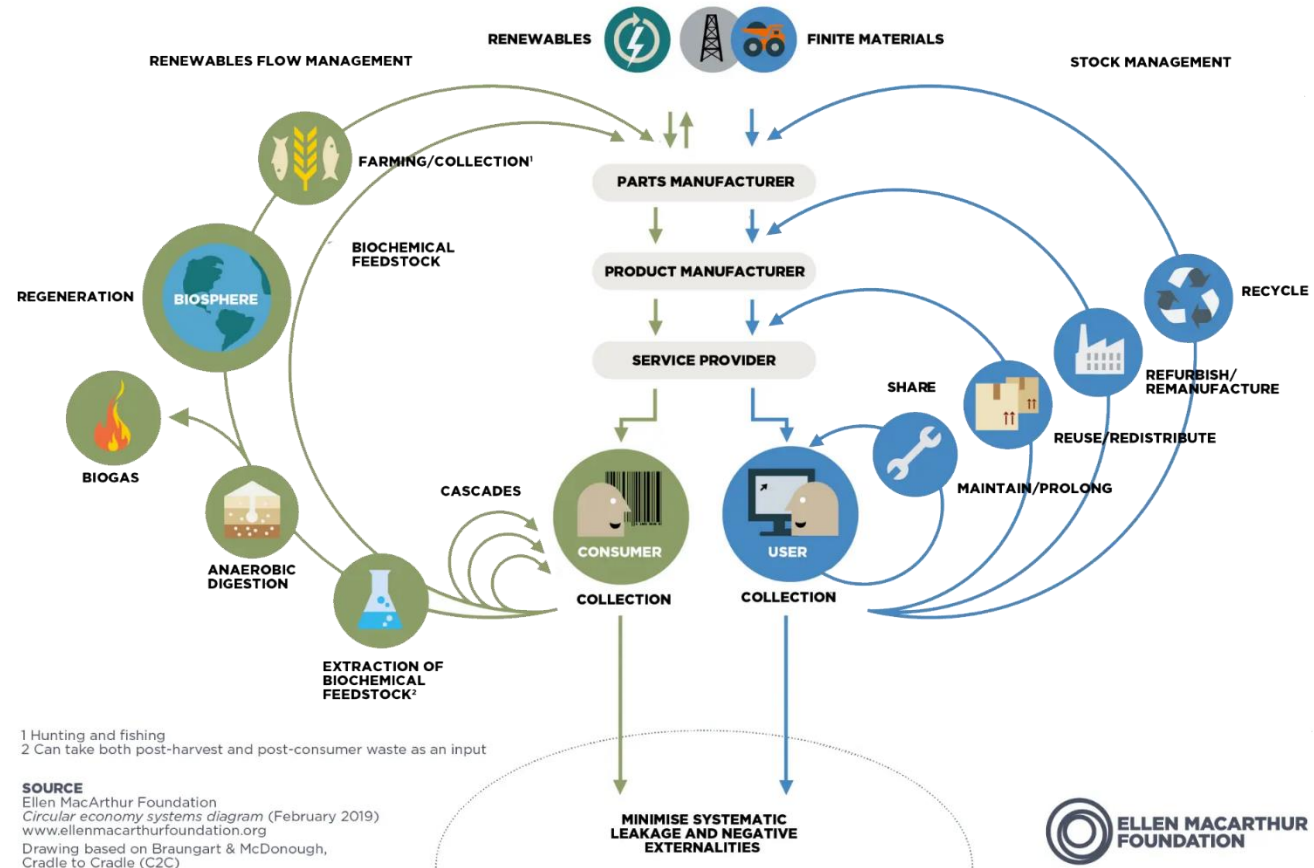 RENEWABLES
FINITE MATERIALS
RENEWABLES FLOW MANAGEMENT
STOCK MANAGEMENT
FARMING/COLLECTION¹
PARTS MANUFACTURER
BIOCHEMICAL
FEEDSTOCK
PRODUCT MANUFACTURER
REGENERATION
BIOSPHERE
RECYCLE
SERVICE PROVIDER
SHARE
REFURBISH/
REMANUFACTURE
REUSE/REDISTRIBUTE
BIOGAS
CASCADES
MAINTAIN/PROLONG
CONSUMER
USER
ANAEROBIC
DIGESTION
COLLECTION
COLLECTION
EXTRACTION OF
BIOCHEMICAL
FEEDSTOCK²
1 Hunting and fishing
2 Can take both post-harvest and post-consumer waste as an input
SOURCE
Ellen MacArthur Foundation
Circular economy systems diagram (February 2019)
www.ellenmacarthurfoundation.org
Drawing based on Braungart & McDonough,
Cradle to Cradle (C2C)
MINIMISE SYSTEMATIC
LEAKAGE AND NEGATIVE
EXTERNALITIES
ELLEN MACARTHUR
FOUNDATION